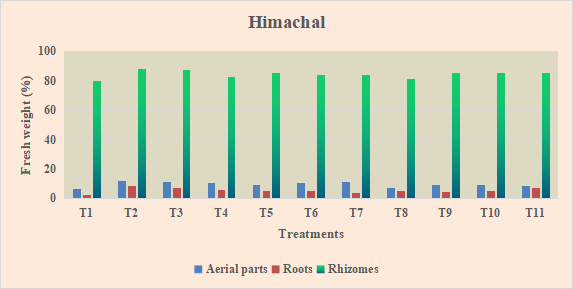 Himachal
100
80
60
40
20
0
Fresh weight (%)
T1 T2 T3 T4 T5 T6 T7 T8 T9 T10 T11
Treatments
Aerial parts Roots Rhizomes